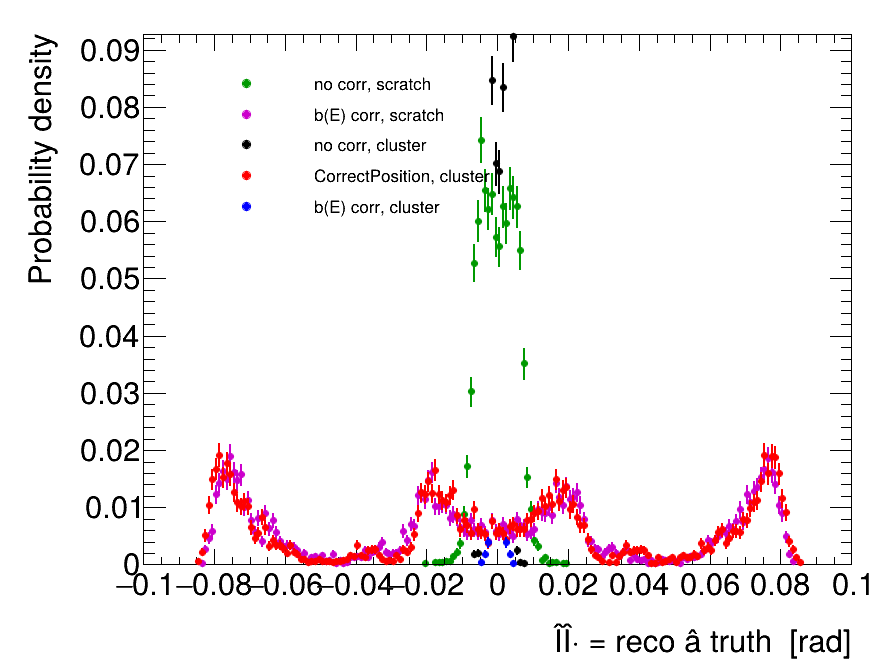 Probability density
0.09
0.08
0.07
0.06
0.05
0.04
0.03
0.02
0.01
0
no corr, scratch
b(E) corr, scratch
no corr, cluster
CorrectPosition, cluster
b(E) corr, cluster
−0.1 −0.08 −0.06 −0.04 −0.02 0 0.02 0.04 0.06 0.08 0.1
ÎÎ· = reco â truth [rad]